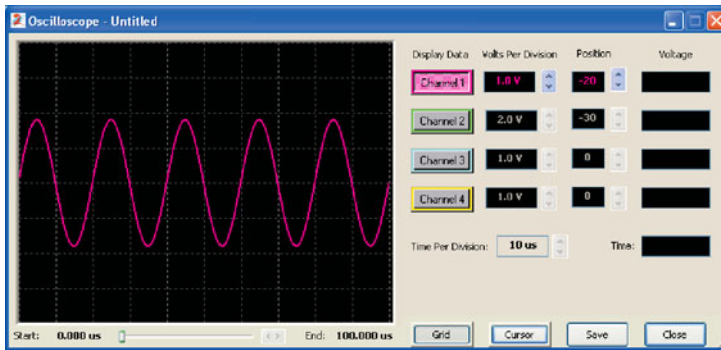 Oscilloscope - Untitled
Display Data Volts Per Division Position Voltage
Channel 1 1.0 V -20
Channel 2 2.0 V -30
Channel 3 1.0 V 0
Channel 4 1.0 V 0
Time Per Division: 10 us Time:
Start: 0.000 us End: 100.000 us Grid Cursor Save Close